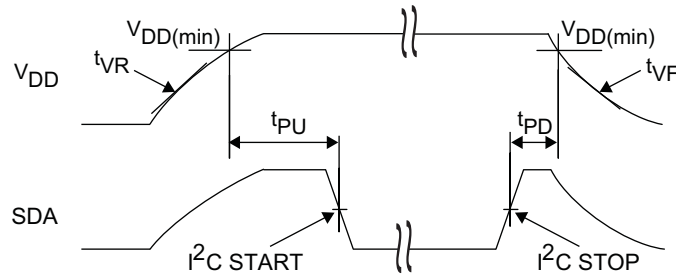 VDD(min) VDD(min)
tVR tVF
VDD
tPU tPD
SDA
I2C START I2C STOP